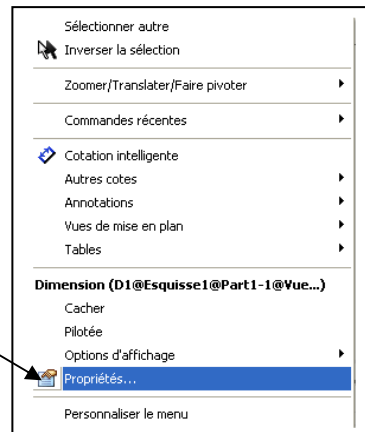 Sélectionner autre
Inverser la sélection
Zoomer/Translater/Faire pivoter
Commandes récentes
Cotation intelligente
Autres cotes
Annotations
Vues de mise en plan
Tables
Dimension (D1@Esquisse1@Part1-1@Vue...)
Cacher
Pilotée
Options d'affichage
Propriétés...
Personnaliser le menu